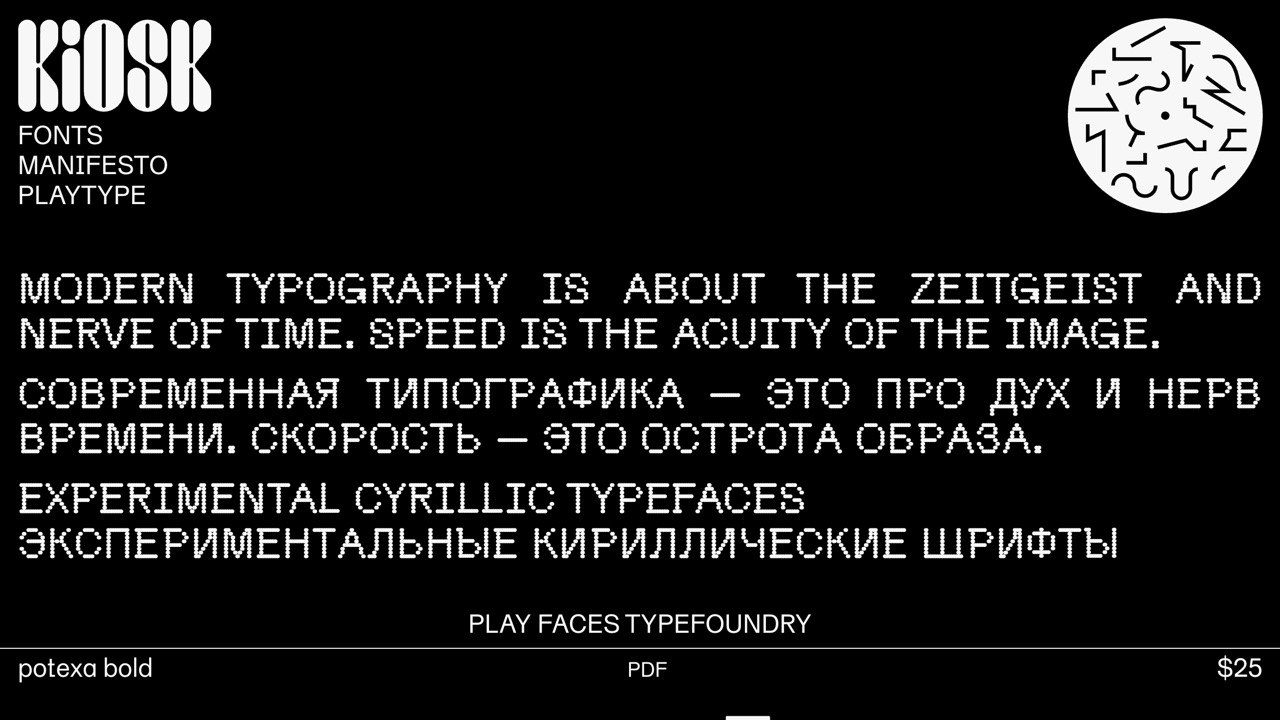 KiOSK
FONTS
MANIFESTO
PLAYTYPE
MODERN TYPOGRAPHY IS ABOUT THE ZEITGEIST AND
NERVE OF TIME. SPEED IS THE ACUITY OF THE IMAGE.
СОВРЕМЕННАЯ ТИПОГРАФИКА — ЭТО ПРО ДУХ И НЕРВ
ВРЕМЕНИ. СКОРОСТЬ — ЭТО ОСТРОТА ОБРАЗА.
EXPERIMENTAL CYRILLIC TYPEFACES
ЭКСПЕРИМЕНТАЛЬНЫЕ КИРИЛЛИЧЕСКИЕ ШРИФТЫ
PLAY FACES TYPEFOUNDRY
potexa bold PDF $25